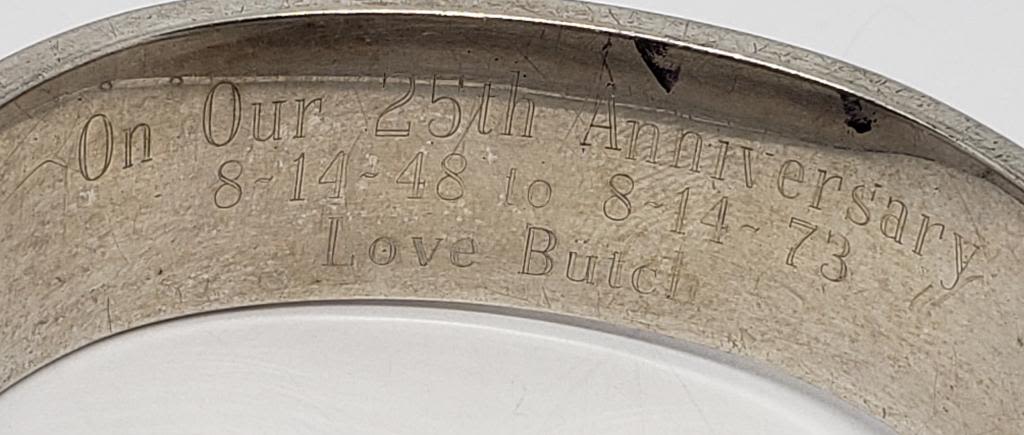 On Our 25th Anniversary
8-14-48 to 8-14-73
Love Butch